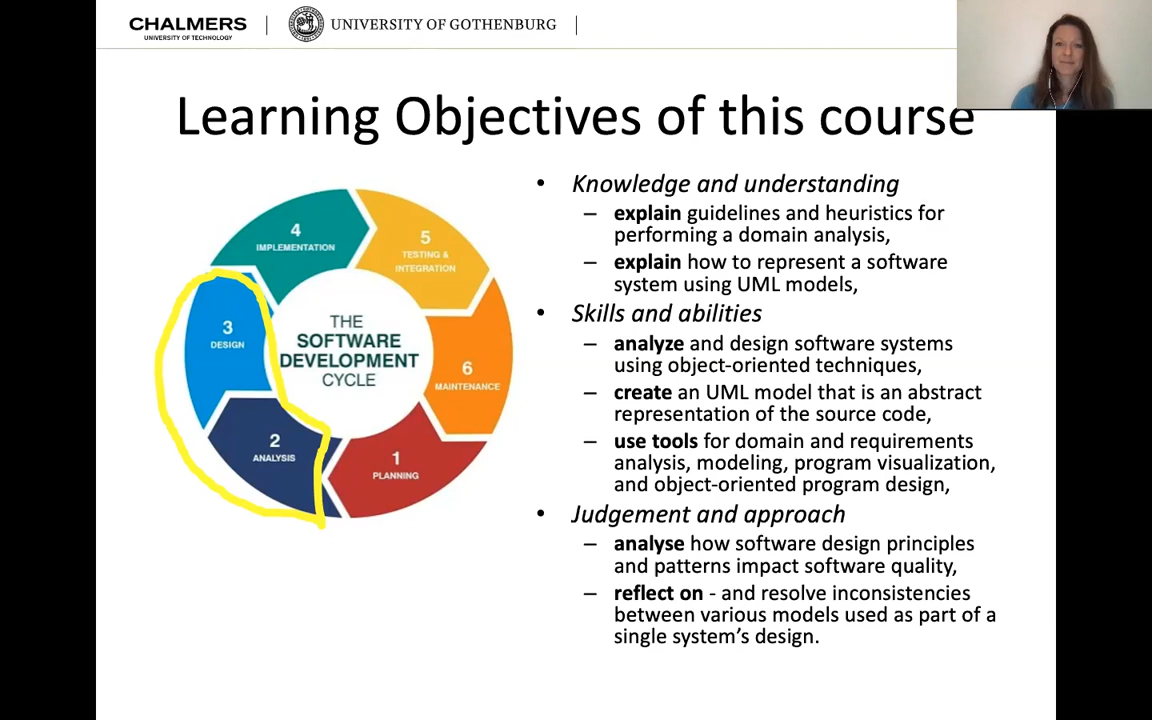 CHALMERS
UNIVERSITY OF TECHNOLOGY
UNIVERSITY OF GOTHENBURG
Learning Objectives of this course
4
IMPLEMENTATION
5
TESTING &
INTEGRATION
3
DESIGN
THE
SOFTWARE
DEVELOPMENT
CYCLE
6
MAINTENANCE
2
ANALYSIS
1
PLANNING
• Knowledge and understanding
– explain guidelines and heuristics for
performing a domain analysis,
– explain how to represent a software
system using UML models,
• Skills and abilities
– analyze and design software systems
using object-oriented techniques,
– create an UML model that is an abstract
representation of the source code,
– use tools for domain and requirements
analysis, modeling, program visualization,
and object-oriented program design,
• Judgement and approach
– analyse how software design principles
and patterns impact software quality,
– reflect on - and resolve inconsistencies
between various models used as part of a
single system's design.